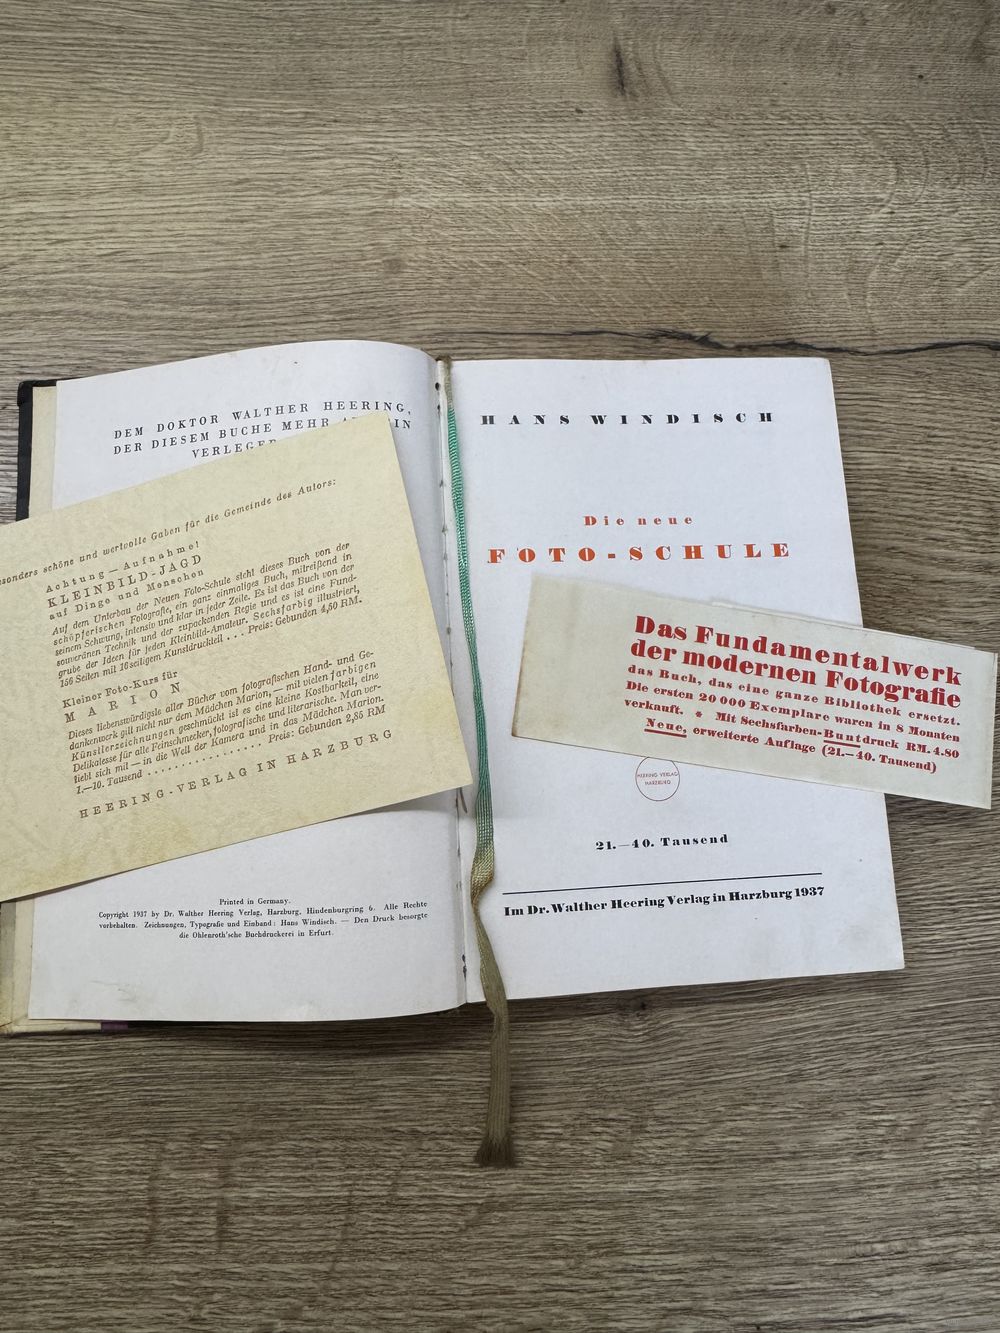 DEM DOKTOR WALTHER HEERING,
DER DIESEM BUCHE MEHR
VERLEGER
schöne und wertvolle Gaben für die Gemeinde des Autors:
Achtung — Aufnahme!
KLEINBILD-JAGD
auf Dinge und Menschen
Auf dem Unterbau der Neuen Foto-Schule steht dieses Buch von der
schöpferischen Fotografie, ein ganz einmaliges Buch, mitreißend in
seinem Schwung, intensiv und klar in jeder Zeile. Es ist das Buch von der
souveränen Technik und der zupackenden Regie und es ist eine Fund-
grube der Ideen für jeden Kleinbild-Amateur. Sechsfarbig illustriert,
156 Seiten mit 16seitigem Kunstdruckteil . . . Preis: Gebunden 4,50 RM.
Kleiner Foto-Kurs für
MARION
Dieses liebenswürdigste aller Bücher vom fotografischen Hand- und Ge-
dankenwerk gilt nicht nur dem Mädchen Marion, — mit vielen farbigen
Künstlerzeichnungen geschmückt ist es eine kleine Kostbarkeit, eine
Delikatesse für alle Feinschmecker, fotografische und literarische. Man ver-
liebt sich mit — in die Welt der Kamera und in das Mädchen Marion.
1.—10. Tausend . . . . . . . . . . . . . . . . . Preis: Gebunden 2,85 RM
HEERING-VERLAG IN HARZBURG
Printed in Germany.
Copyright 1937 by Dr. Walther Heering Verlag, Harzburg, Hindenburgring 6. Alle Rechte
vorbehalten. Zeichnungen, Typografie und Einband: Hans Windisch. — Den Druck besorgte
die Ohlenroth'sche Buchdruckerei in Erfurt.
HANS WINDISCH
Die neue
FOTO-SCHULE
Das Fundamentalwerk
der modernen Fotografie
das Buch, das eine ganze Bibliothek ersetzt.
Die ersten 20000 Exemplare waren in 8 Monaten
verkauft. * Mit Sechsfarben-Buntdruck RM. 4.80
Neue, erweiterte Auflage (21.—40. Tausend)
HEERING VERLAG
HARZBURG
21.—40. Tausend
Im Dr. Walther Heering Verlag in Harzburg 1937